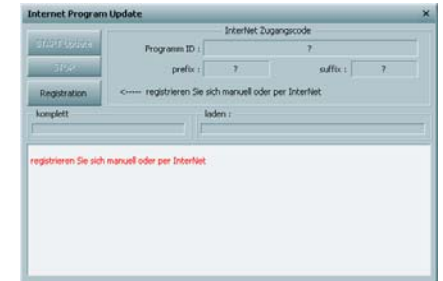 Internet Program Update
InterNet Zugangscode
START Update
Programm ID : ?
STOP
prefix : ? suffix : ?
Registration
<----- registrieren Sie sich manuell oder per InterNet
komplett
laden :
registrieren Sie sich manuell oder per InterNet